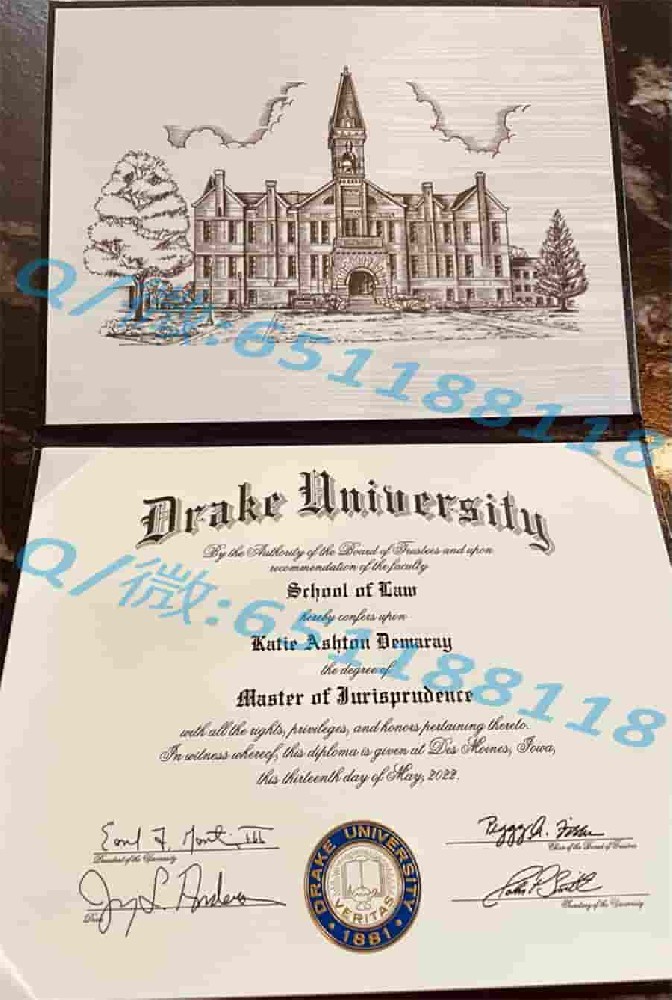 Q/微:651188118
Drake University
By the Authority of the Board of Trustees and upon
recommendation of the faculty
School of Law
hereby confers upon
Q/微:651188118
Katie Ashton Demaray
the degree of
Master of Jurisprudence
with all the rights, privileges, and honors pertaining thereto.
In witness whereof, this diploma is given at Des Moines, Iowa,
this thirteenth day of May, 2022.
President of the University
Chair of the Board of Trustees
Dean
Secretary of the University
DRAKE UNIVERSITY
VERITAS
1881